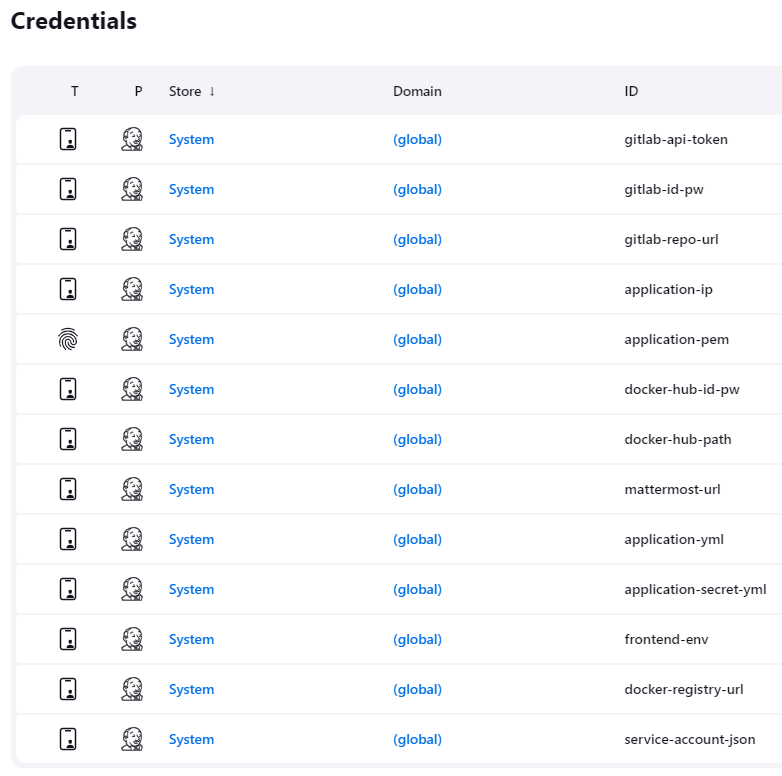 Credentials
T P Store ↓ Domain ID
System (global) gitlab-api-token
System (global) gitlab-id-pw
System (global) gitlab-repo-url
System (global) application-ip
System (global) application-pem
System (global) docker-hub-id-pw
System (global) docker-hub-path
System (global) mattermost-url
System (global) application-yml
System (global) application-secret-yml
System (global) frontend-env
System (global) docker-registry-url
System (global) service-account-json